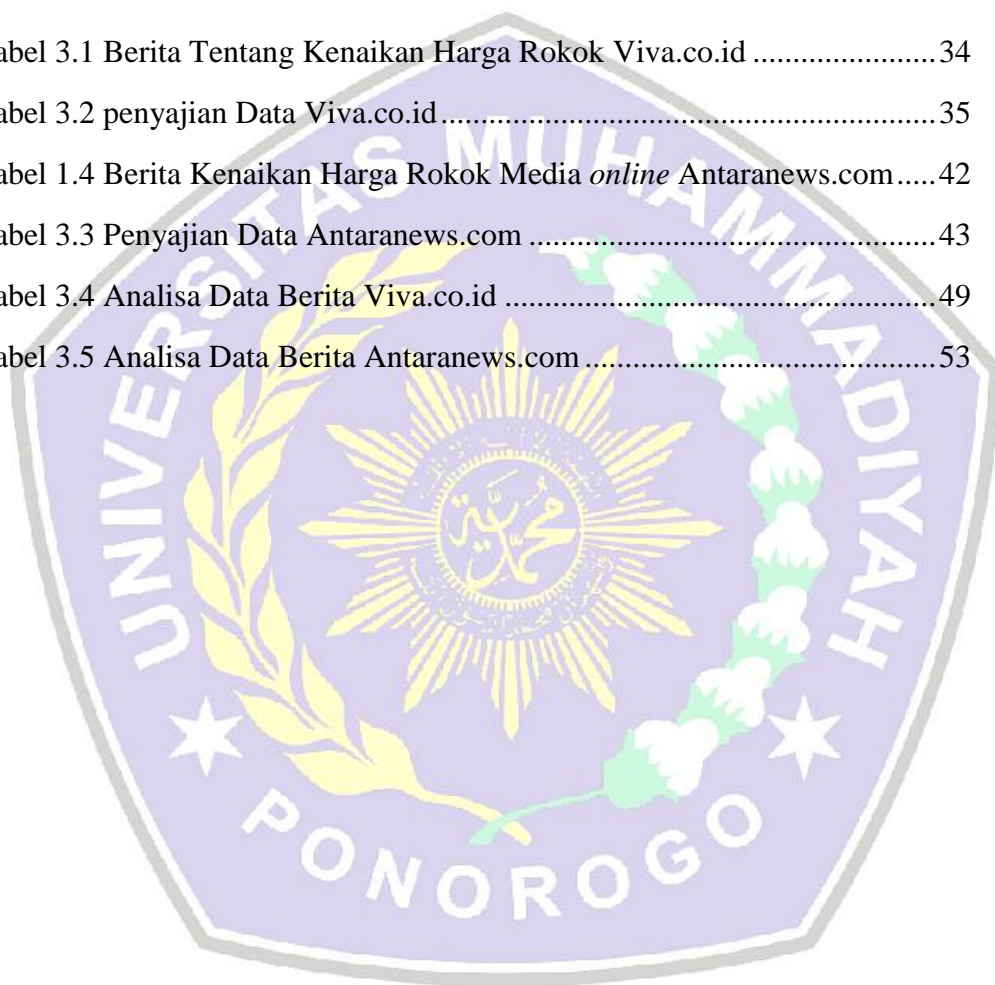 abel 3.1 Berita Tentang Kenaikan Harga Rokok Viva.co.id ......................34
abel 3.2 penyajian Data Viva.co.id............................................................35
abel 1.4 Berita Kenaikan Harga Rokok Media online Antaranews.com.....42
abel 3.3 Penyajian Data Antaranews.com .................................................43
abel 3.4 Analisa Data Berita Viva.co.id ....................................................49
abel 3.5 Analisa Data Berita Antaranews.com ..........................................53
UNIVERSITAS MUHAMMADIYAH
PONOROGO
محمدية